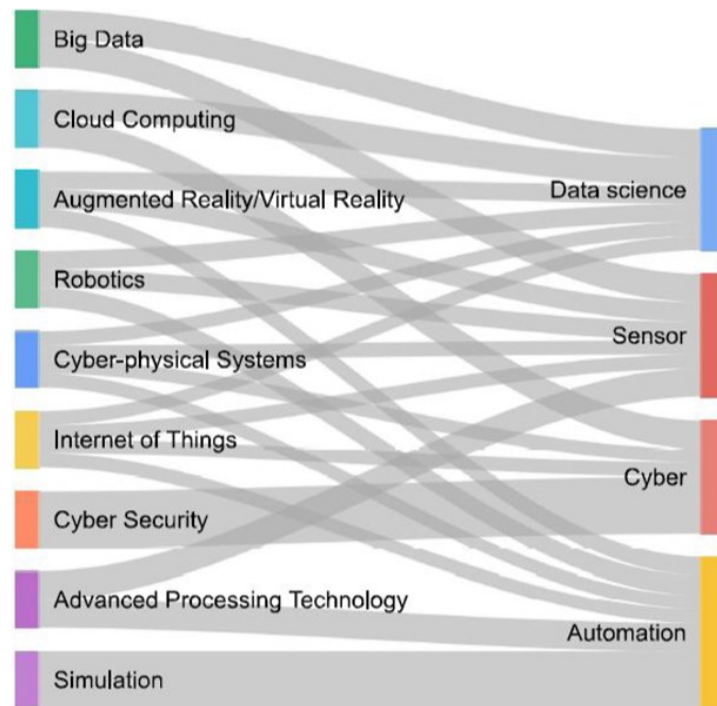 Big Data
Cloud Computing
Augmented Reality/Virtual Reality
Robotics
Cyber-physical Systems
Internet of Things
Cyber Security
Advanced Processing Technology
Simulation
Data science
Sensor
Cyber
Automation